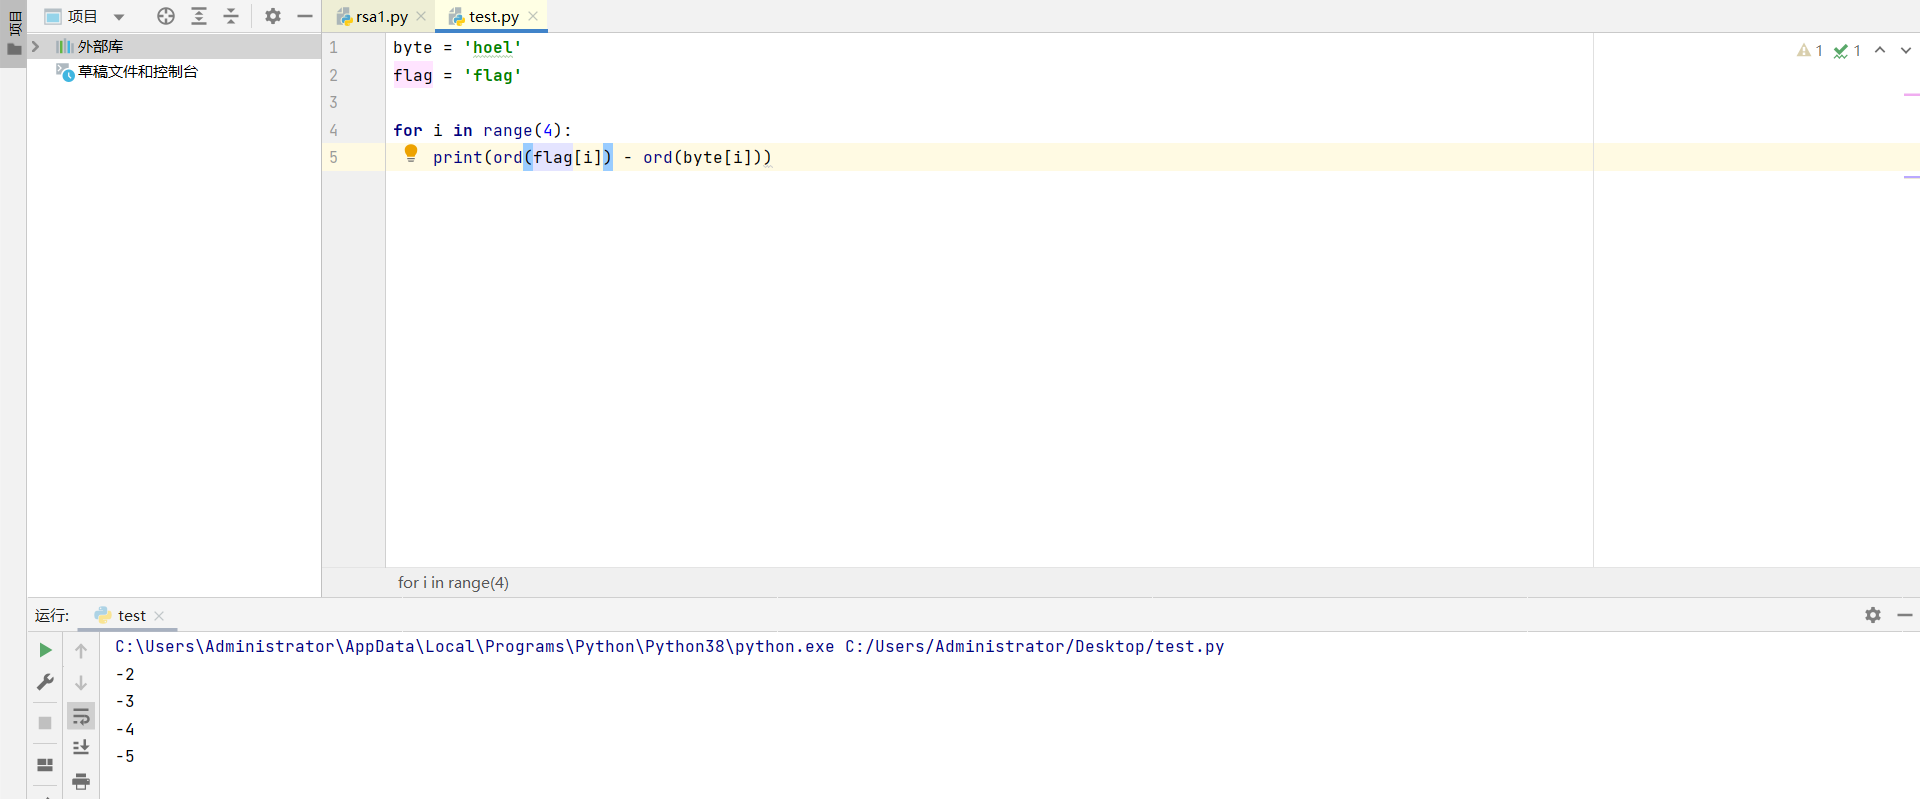 项目
项目
rsa1.py
test.py
外部库
草稿文件和控制台
1 byte = 'hoel'
2 flag = 'flag'
3
4 for i in range(4):
5 print(ord(flag[i]) - ord(byte[i]))
1 1
for i in range(4)
运行: test
C:\Users\Administrator\AppData\Local\Programs\Python\Python38\python.exe C:/Users/Administrator/Desktop/test.py
-2
-3
-4
-5